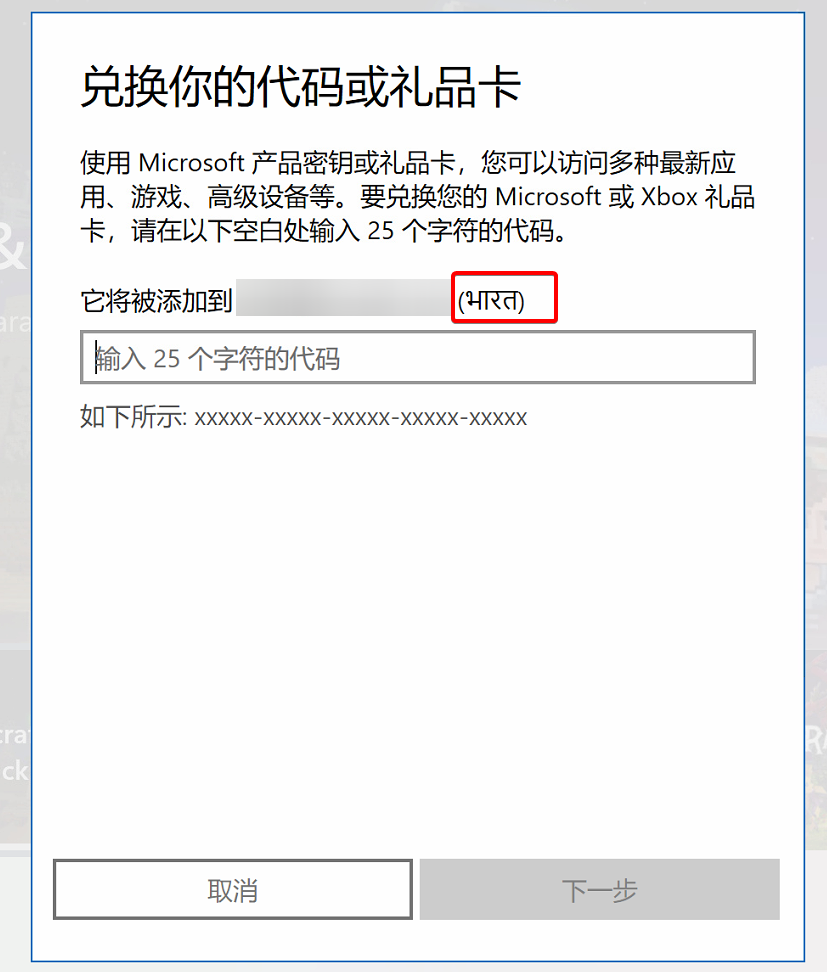 兑换你的代码或礼品卡
使用 Microsoft 产品密钥或礼品卡，您可以访问多种最新应
用、游戏、高级设备等。要兑换您的 Microsoft 或 Xbox 礼品
卡，请在以下空白处输入 25 个字符的代码。
&
它将被添加到 (भारत)
ara
输入 25 个字符的代码
如下所示: xxxxx-xxxxx-xxxxx-xxxxx-xxxxx
ck
取消 下一步